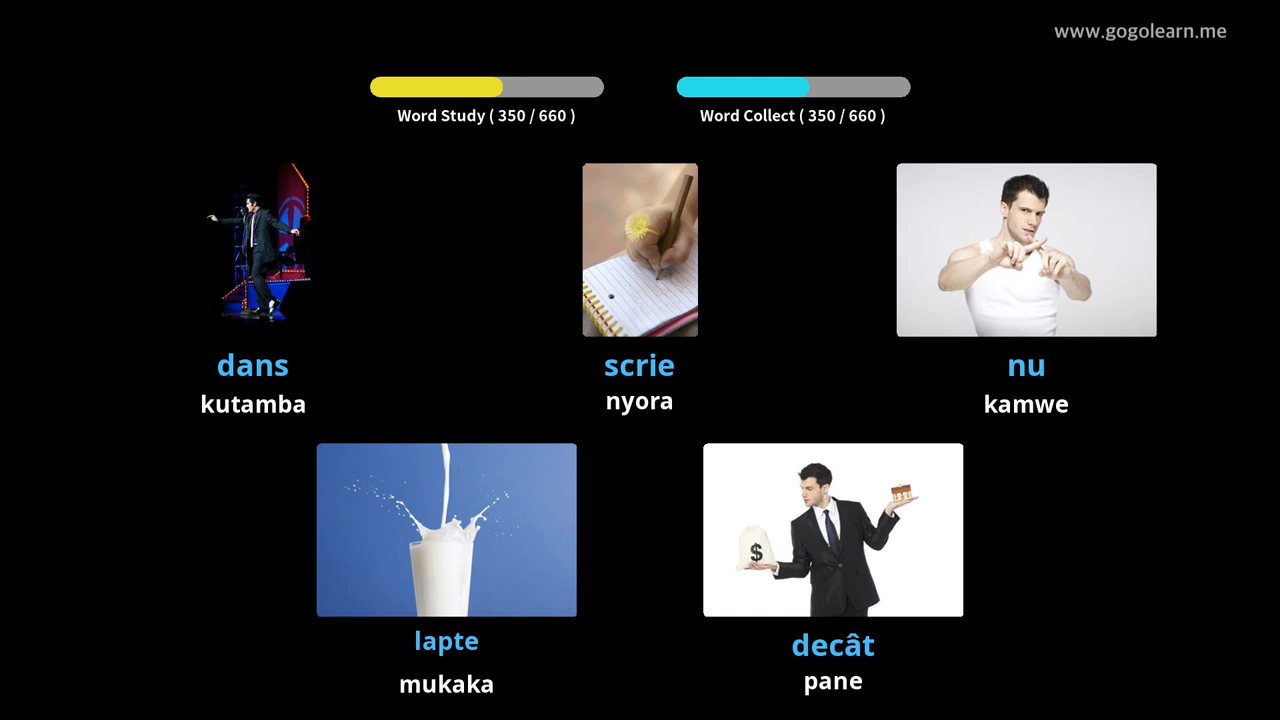 www.gogolearn.me
Word Study ( 350 / 660 )
Word Collect ( 350 / 660 )
dans
kutamba
scrie
nyora
nu
kamwe
lapte
mukaka
decât
pane
$